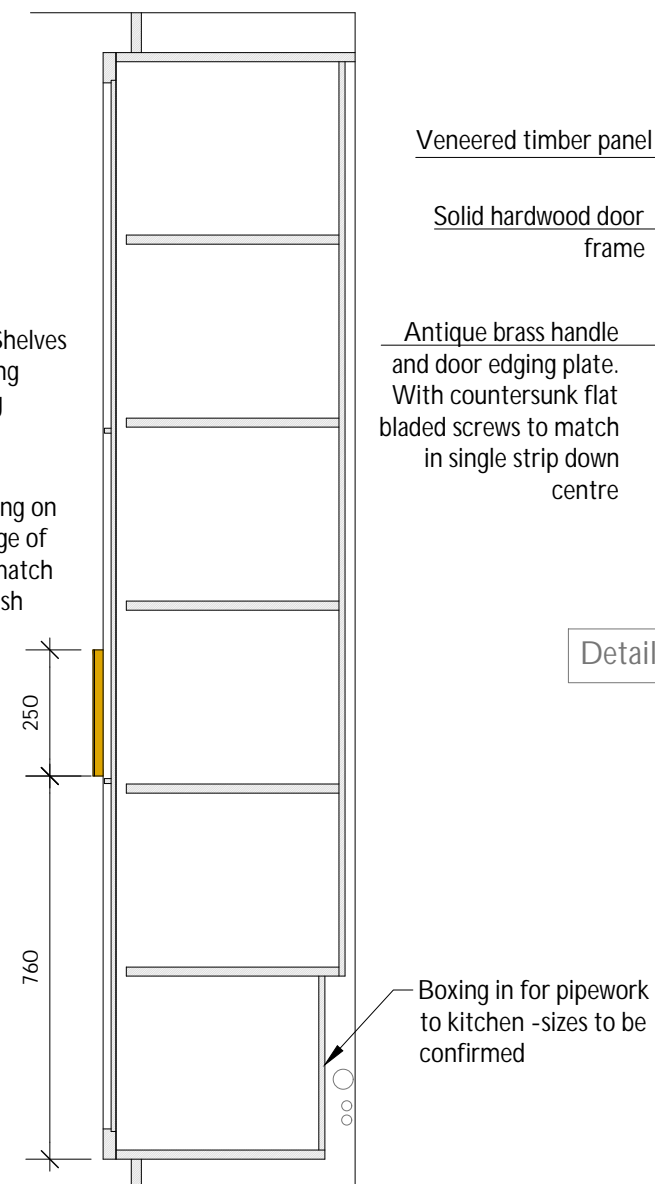 Veneered timber panel
Solid hardwood door
frame
Shelves
ng
Antique brass handle
and door edging plate.
With countersunk flat
bladed screws to match
in single strip down
centre
ng on
ge of
match
sh
Detail
250
760
Boxing in for pipework
to kitchen -sizes to be
confirmed